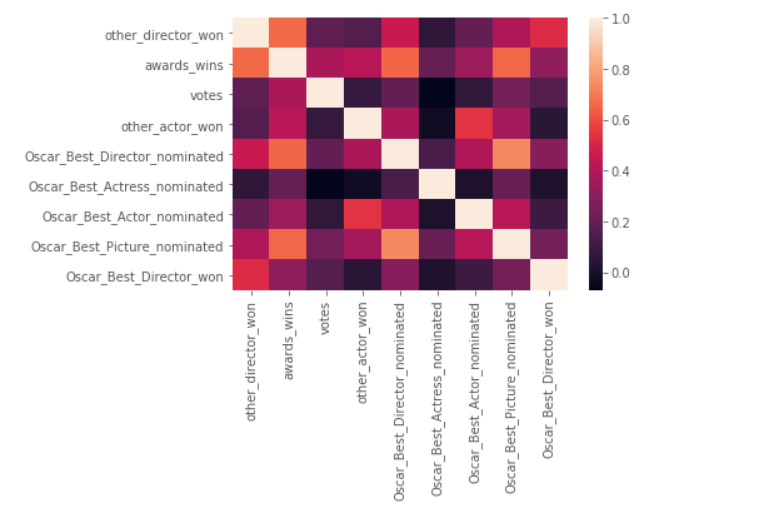 other_director_won
awards_wins
votes
other_actor_won
Oscar_Best_Director_nominated
Oscar_Best_Actress_nominated
Oscar_Best_Actor_nominated
Oscar_Best_Picture_nominated
Oscar_Best_Director_won
1.0
0.8
0.6
0.4
0.2
0.0
other_director_won
awards_wins
votes
other_actor_won
Oscar_Best_Director_nominated
Oscar_Best_Actress_nominated
Oscar_Best_Actor_nominated
Oscar_Best_Picture_nominated
Oscar_Best_Director_won